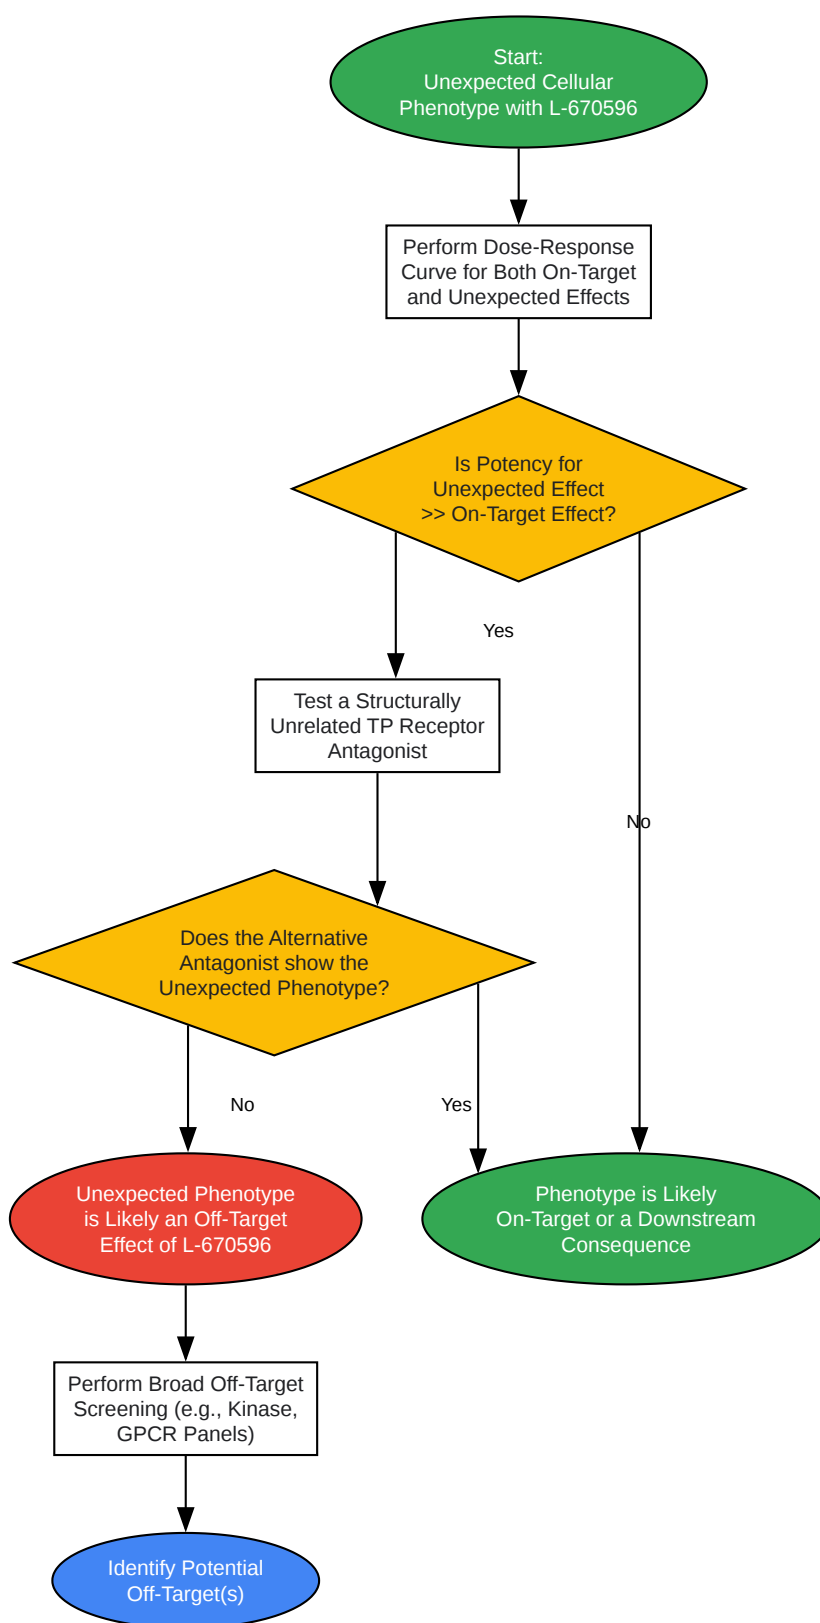 Start:
Unexpected Cellular
Phenotype with L-670596
Perform Dose-Response
Curve for Both On-Target
and Unexpected Effects
Is Potency for
Unexpected Effect
>> On-Target Effect?
Yes
Test a Structurally
Unrelated TP Receptor
Antagonist
No
Does the Alternative
Antagonist show the
Unexpected Phenotype?
No
Yes
Unexpected Phenotype
is Likely an Off-Target
Effect of L-670596
Phenotype is Likely
On-Target or a Downstream
Consequence
Perform Broad Off-Target
Screening (e.g., Kinase,
GPCR Panels)
Identify Potential
Off-Target(s)